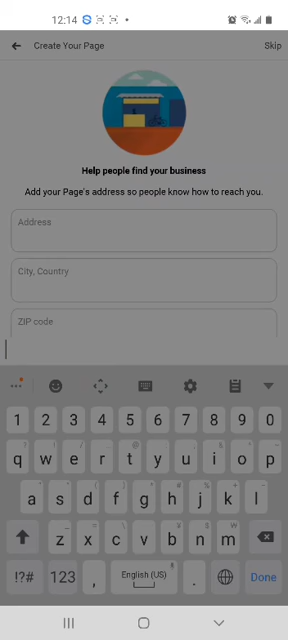 12:14
Create Your Page
Skip
Help people find your business
Add your Page's address so people know how to reach you.
Address
City, Country
ZIP code
1 2 3 4 5 6 7 8 9 0
q w e r t y u i o p
a s d f g h j k l
z x c v b n m
!?# 123 , English (US) . Done